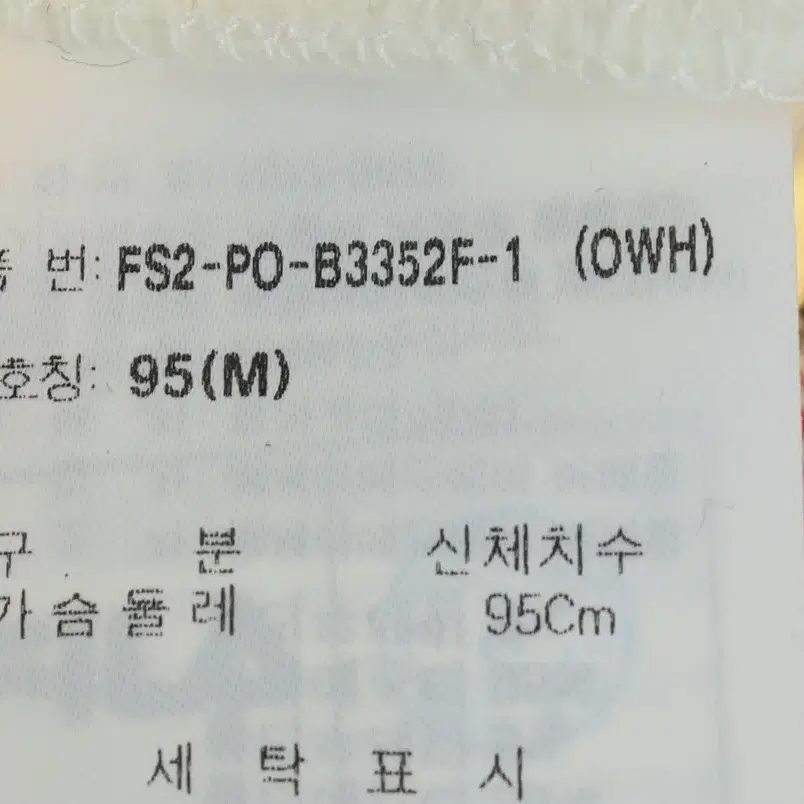 번: FS2-PO-B3352F-1 (OWH)
호칭: 95(M)
구 분 신체치수
가슴둘레 95Cm
세 탁 표 시